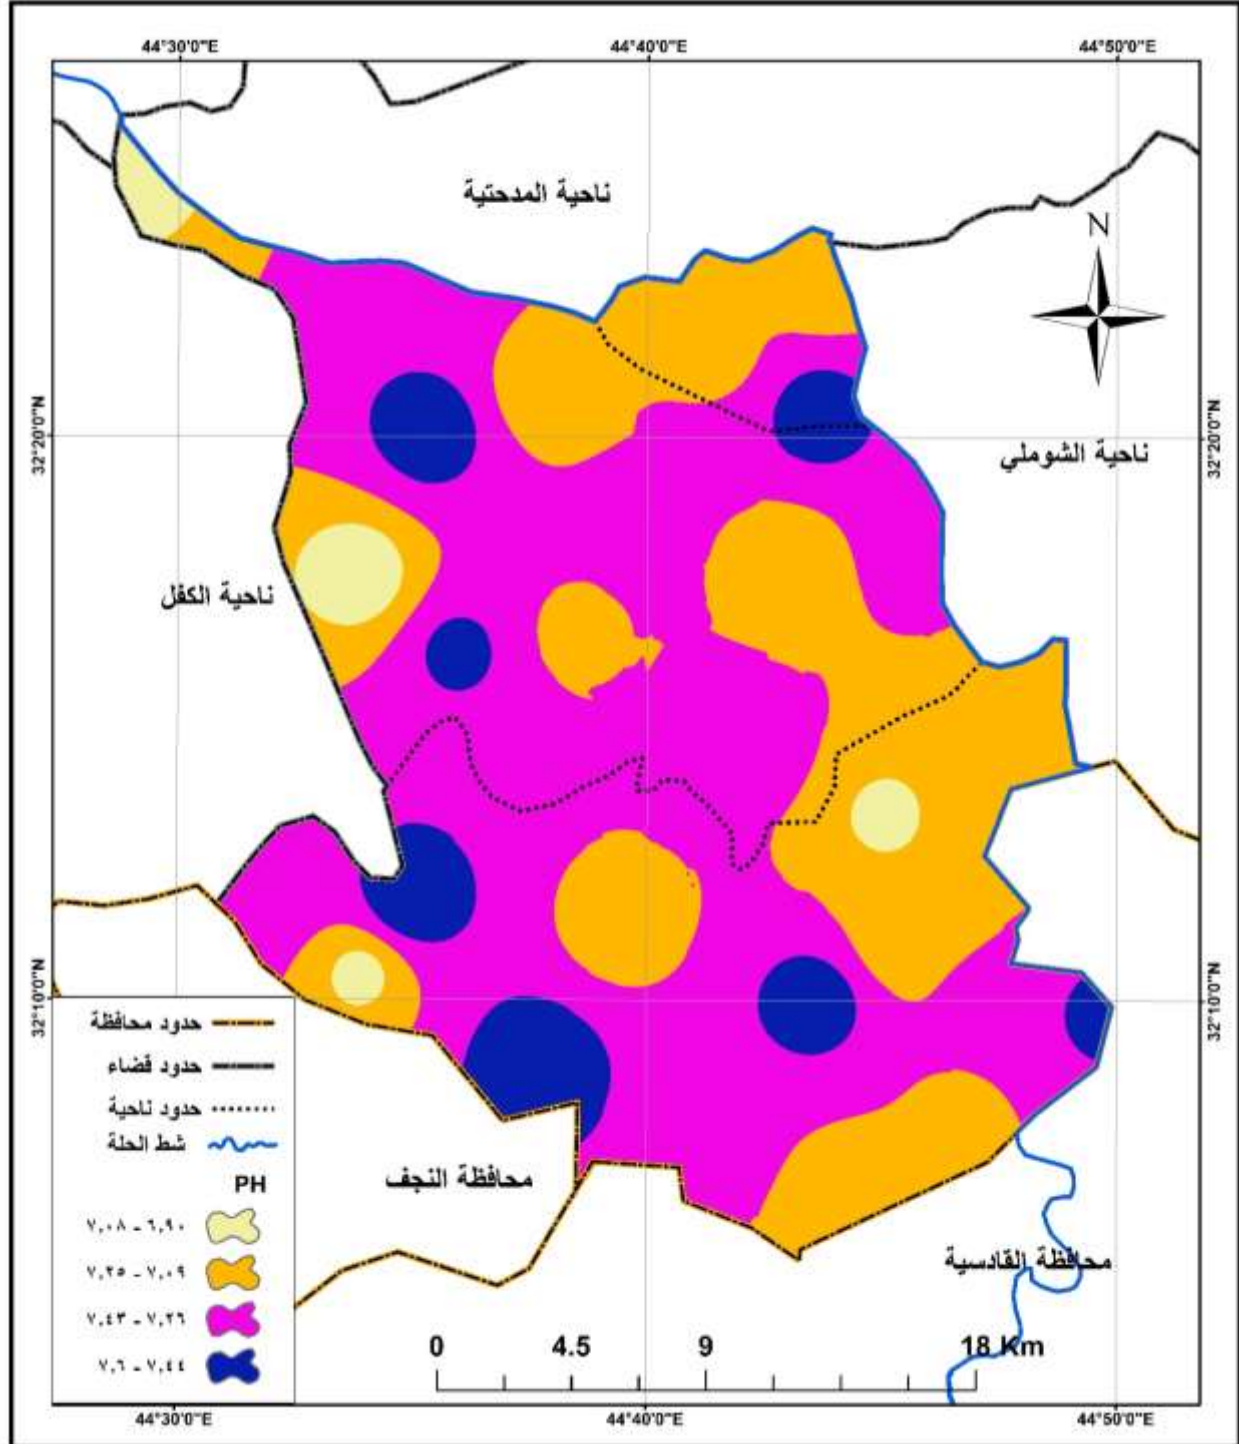 44°30'0"E
44°40'0"E
44°50'0"E
ناحية المدحتية
N
32°20'0"N
32°20'0"N
ناحية الشوملي
ناحية الكفل
32°10'0"N
32°10'0"N
حدود محافظة
حدود قضاء
حدود ناحية
شط الحلة
PH
٦,٩٠ - ٧,٠٨
٧,٠٩ - ٧,٢٥
٧,٢٦ - ٧,٤٣
٧,٤٤ - ٧,٦
محافظة النجف
محافظة القادسية
0 4.5 9 18 Km
44°30'0"E
44°40'0"E
44°50'0"E